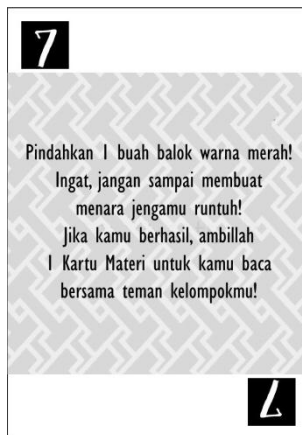 7
Pindahkan 1 buah balok warna merah!
Ingat, jangan sampai membuat
menara jengamu runtuh!
Jika kamu berhasil, ambillah
1 Kartu Materi untuk kamu baca
bersama teman kelompokmu!
7